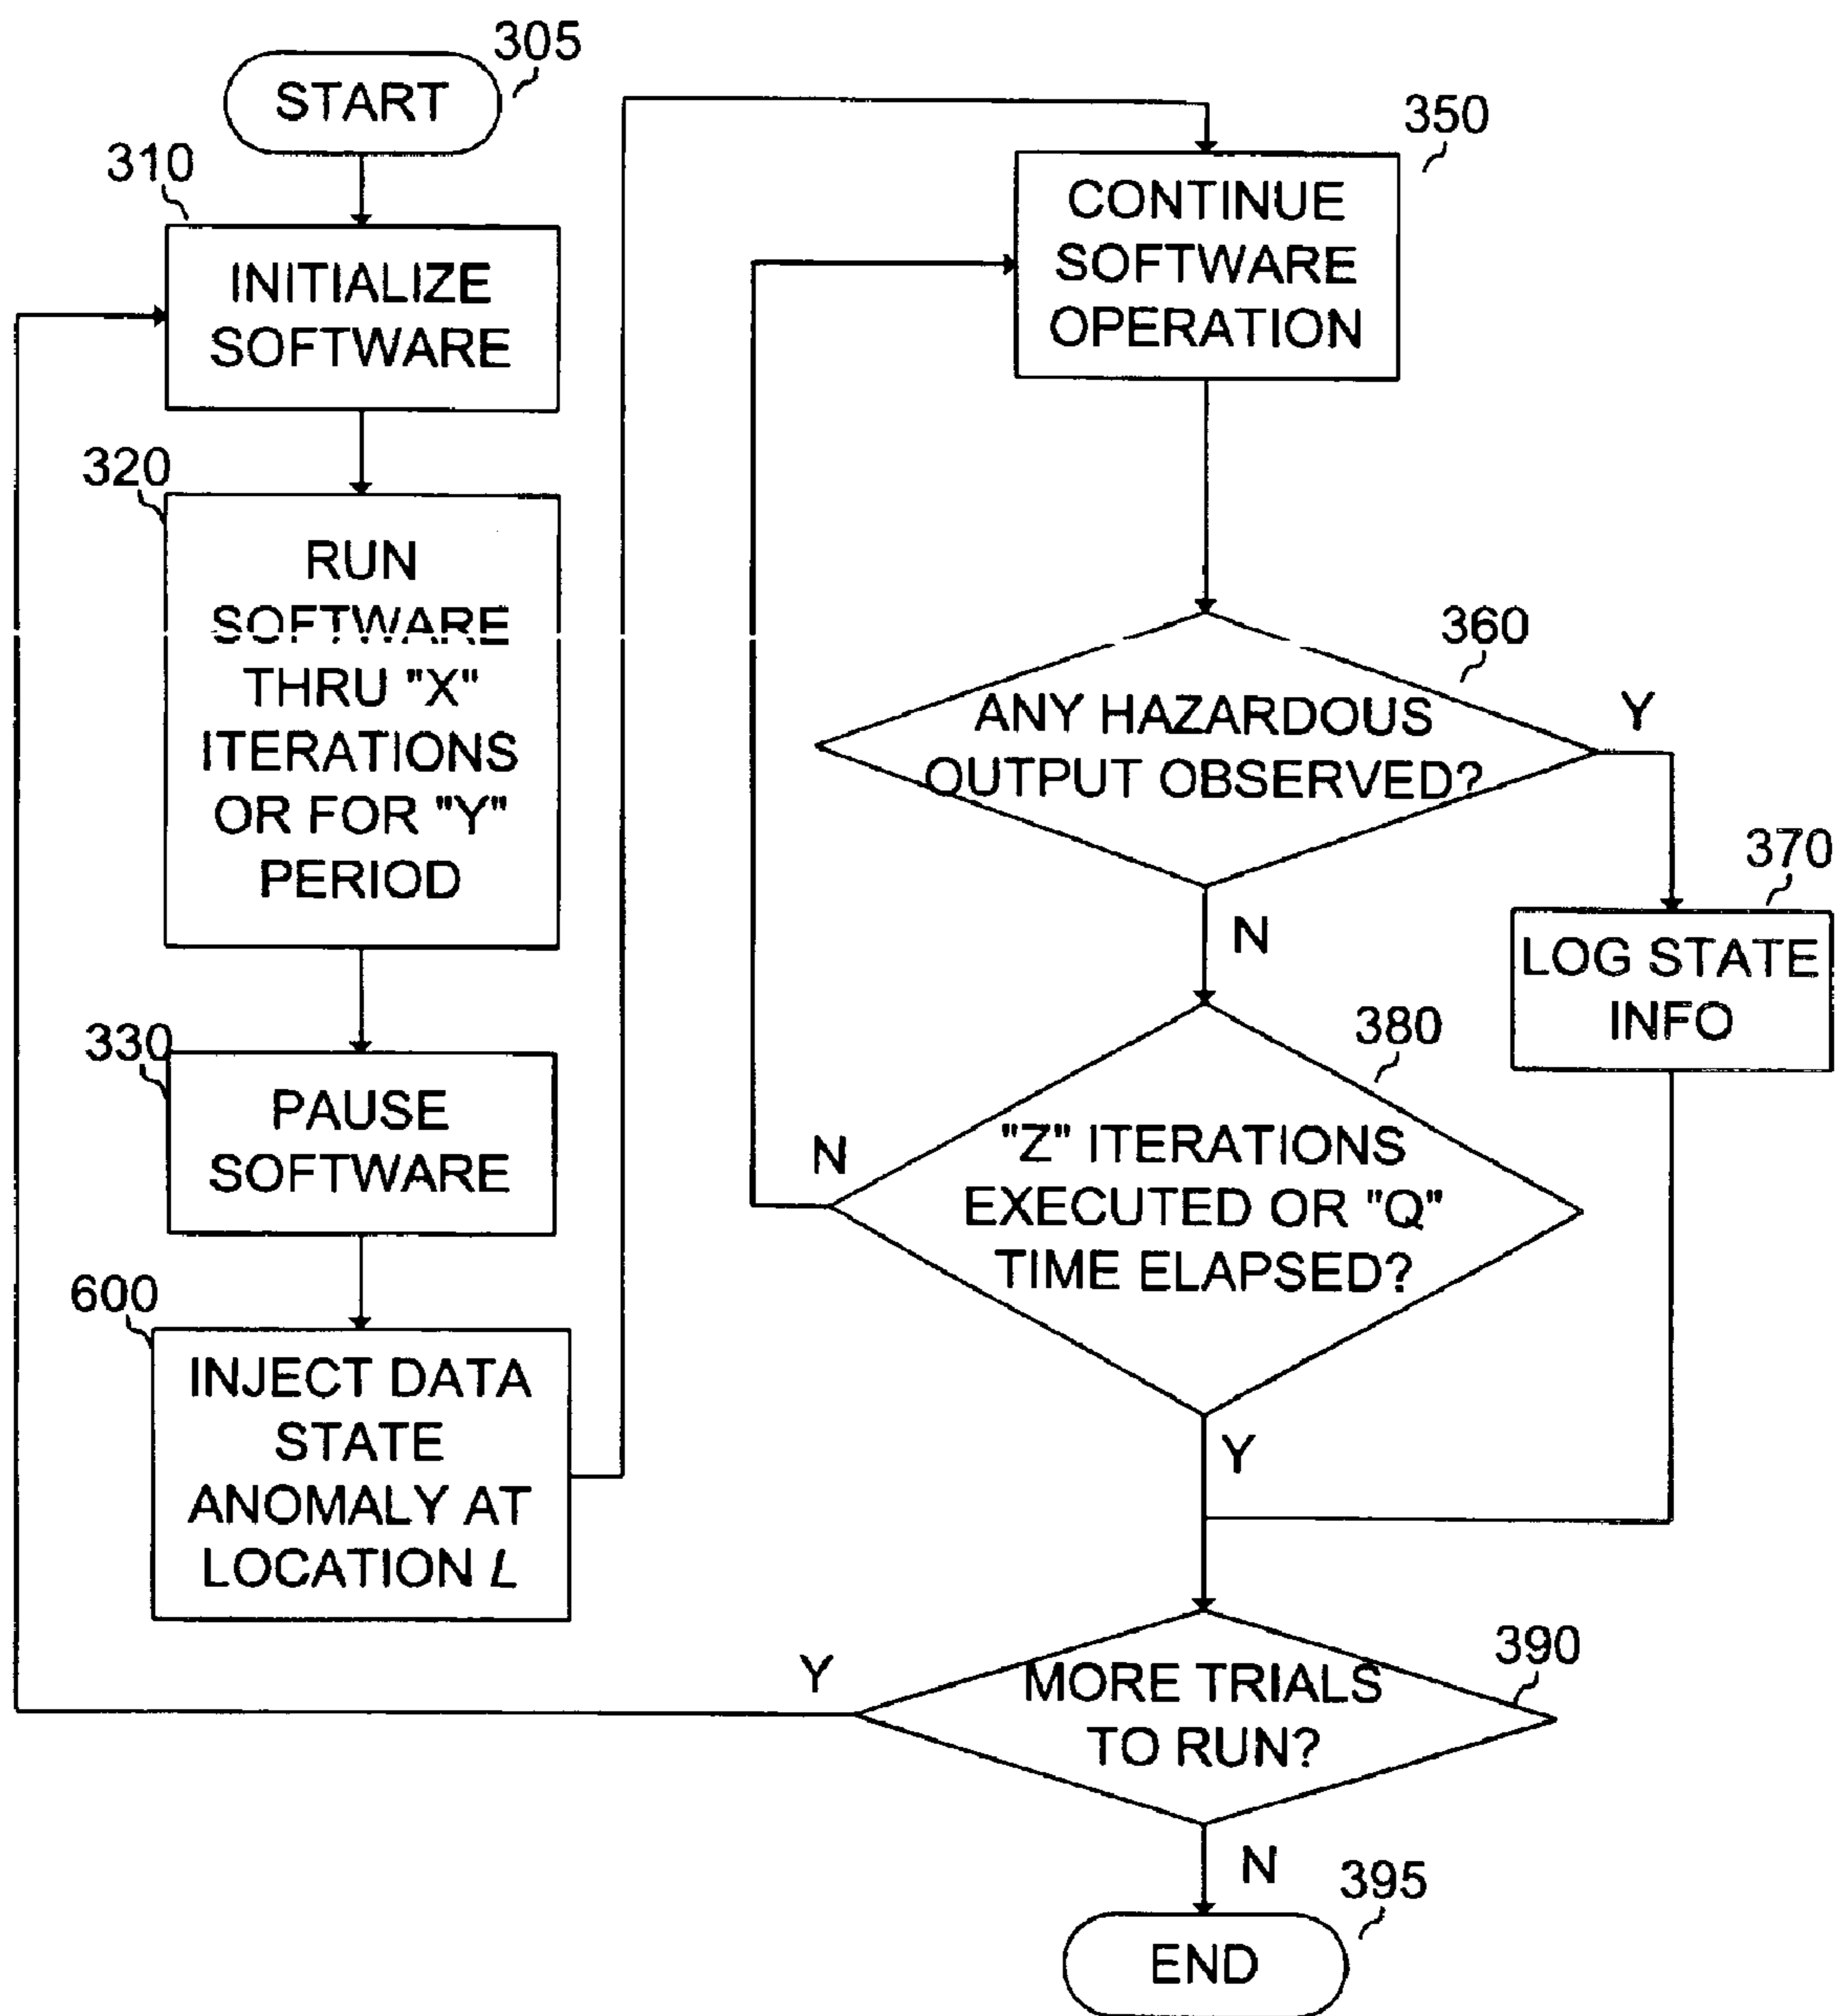 305
START
310
INITIALIZE
SOFTWARE
320
RUN
SOFTWARE
THRU "X"
ITERATIONS
OR FOR "Y"
PERIOD
330
PAUSE
SOFTWARE
600
INJECT DATA
STATE
ANOMALY AT
LOCATION L
350
CONTINUE
SOFTWARE
OPERATION
360
ANY HAZARDOUS
OUTPUT OBSERVED?
Y
N
370
LOG STATE
INFO
380
"Z" ITERATIONS
EXECUTED OR "Q"
TIME ELAPSED?
N
Y
390
MORE TRIALS
TO RUN?
Y
N
395
END